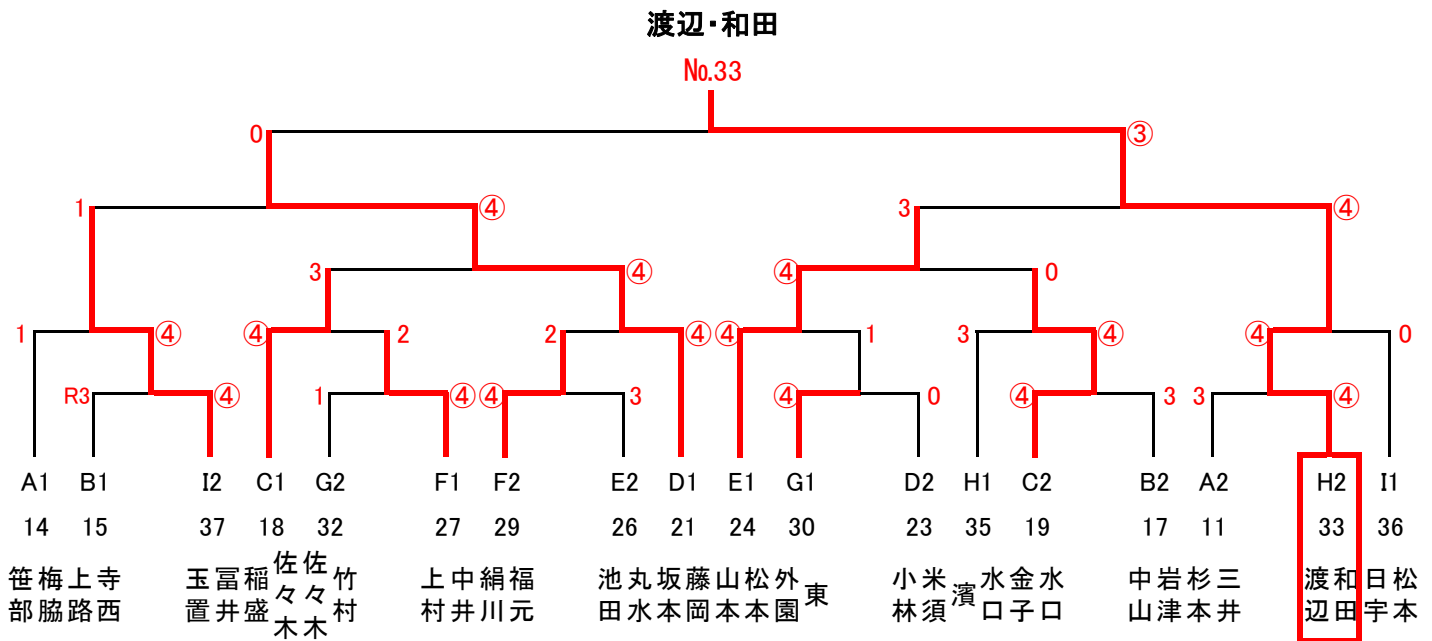 渡辺・和田
No.33
0 ③
1 ④ 3 ④
3 ④ ④ 0
1 ④ ④ 2 2 ④ ④ 1 3 ④ ④ 0
R3 ④ 1 ④ ④ 3 ④ 0 ④ 3 3 ④
A1 B1 I2 C1 G2 F1 F2 E2 D1 E1 G1 D2 H1 C2 B2 A2 H2 I1
14 15 37 18 32 27 29 26 21 24 30 23 35 19 17 11 33 36
笹部 梅脇 上路 寺西 玉置 冨井 稲盛 佐々木 佐々木 竹村 上村 中井 絹川 福元 池田 丸水 坂本 藤岡 山本 松本 外園 東 小林 米須 濱 水口 金子 水口 中山 岩津 杉本 三井 渡辺 和田 日宇 松本